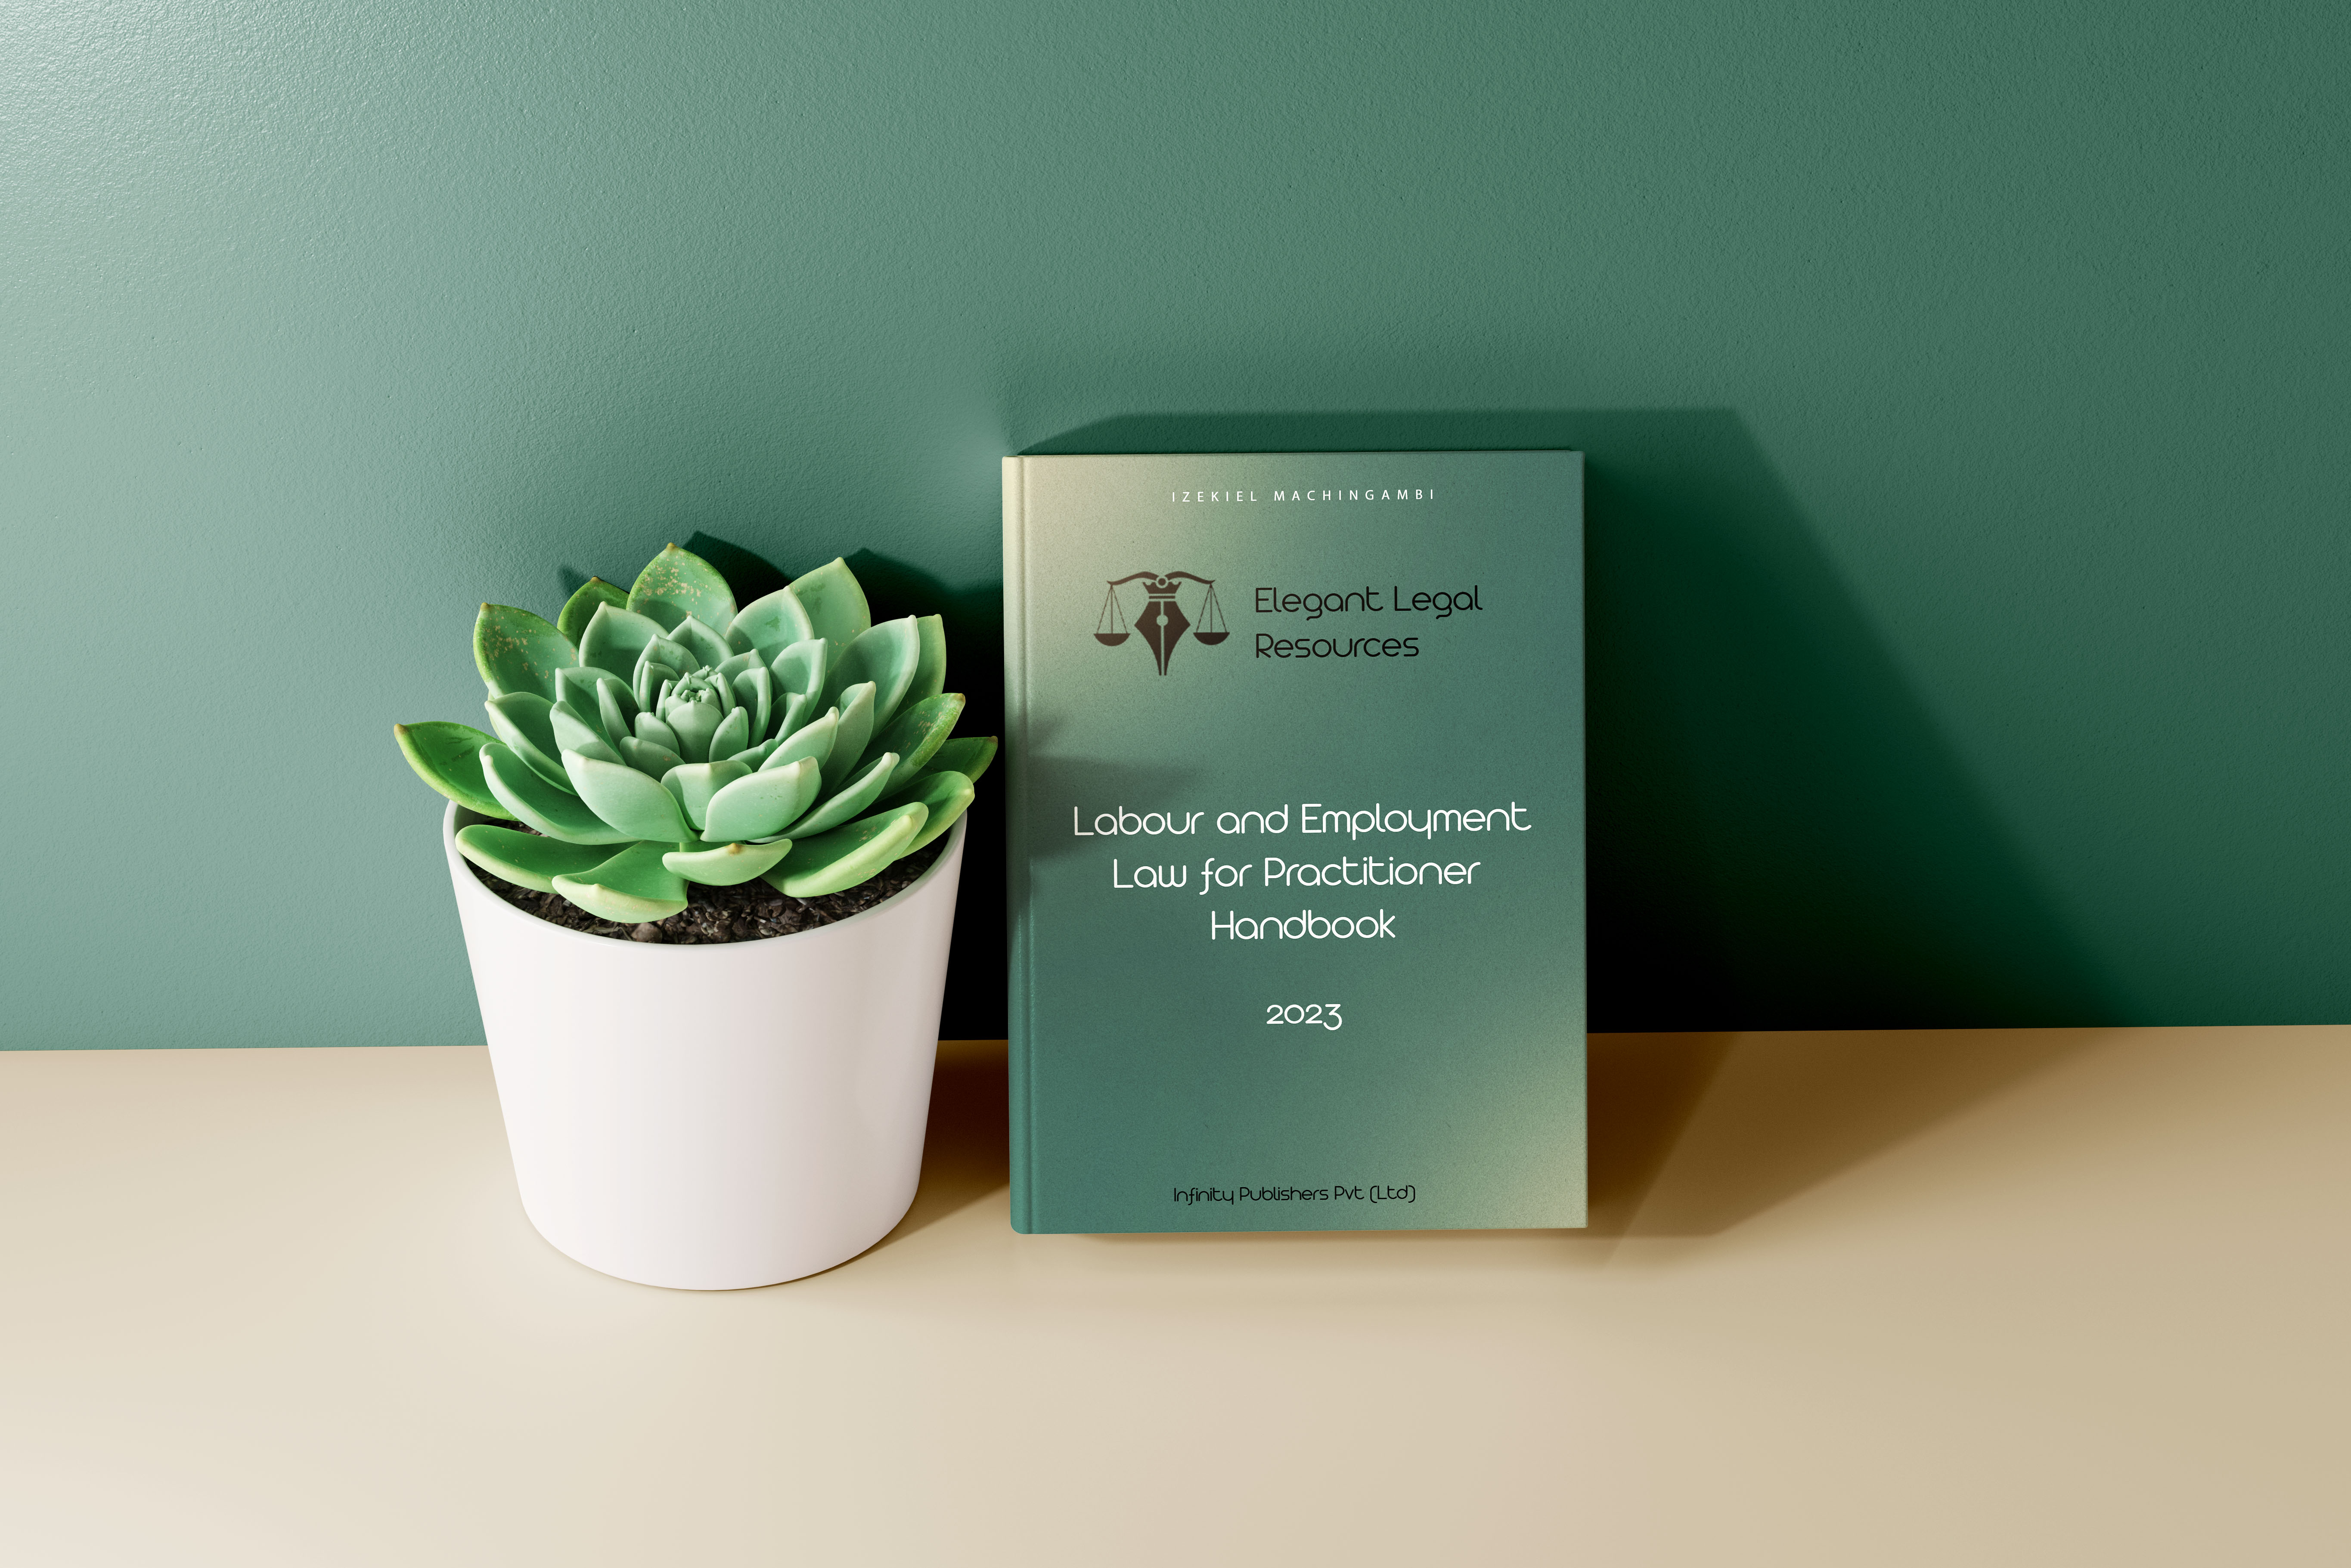 IZEKIEL MACHINGAMBI
Elegant Legal
Resources
Labour and Employment
Law for Practitioner
Handbook
2023
Infinity Publishers Pvt (Ltd)